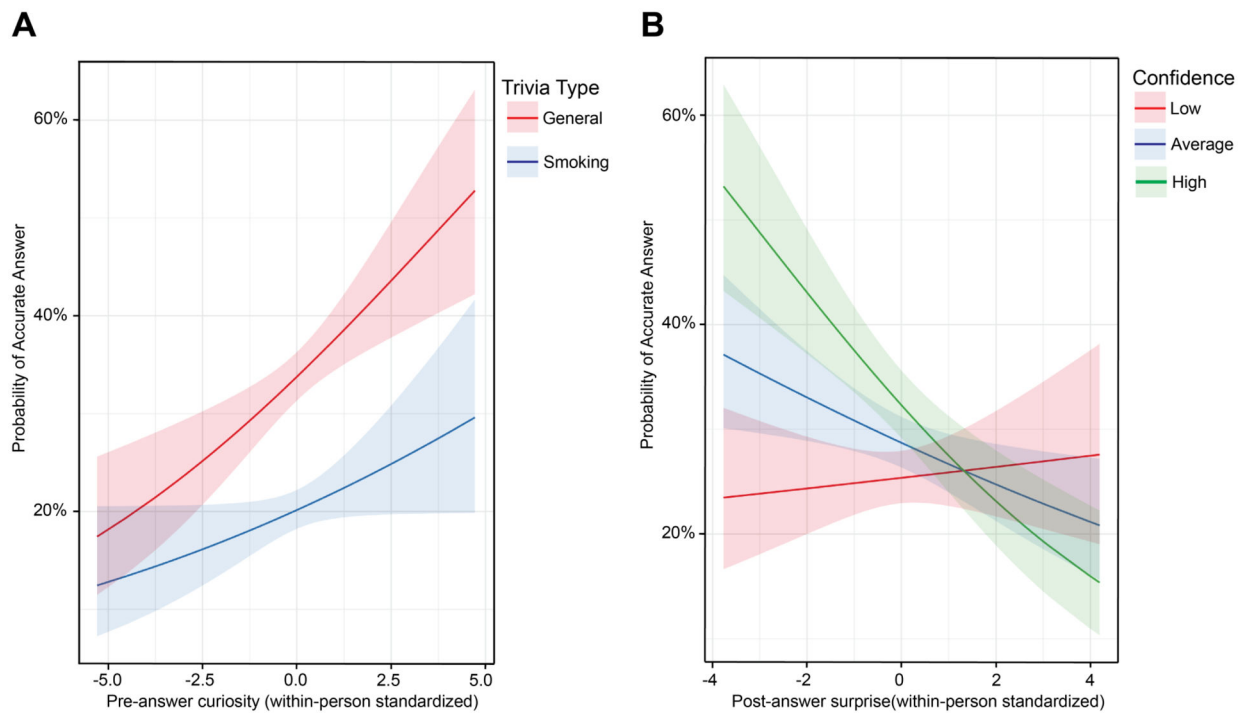 A
60%
40%
20%
Probability of Accurate Answer
-5.0
-2.5
0.0
2.5
5.0
Pre-answer curiosity (within-person standardized)
Trivia Type
General
Smoking
B
60%
40%
20%
Probability of Accurate Answer
-4
-2
0
2
4
Post-answer surprise(within-person standardized)
Confidence
Low
Average
High